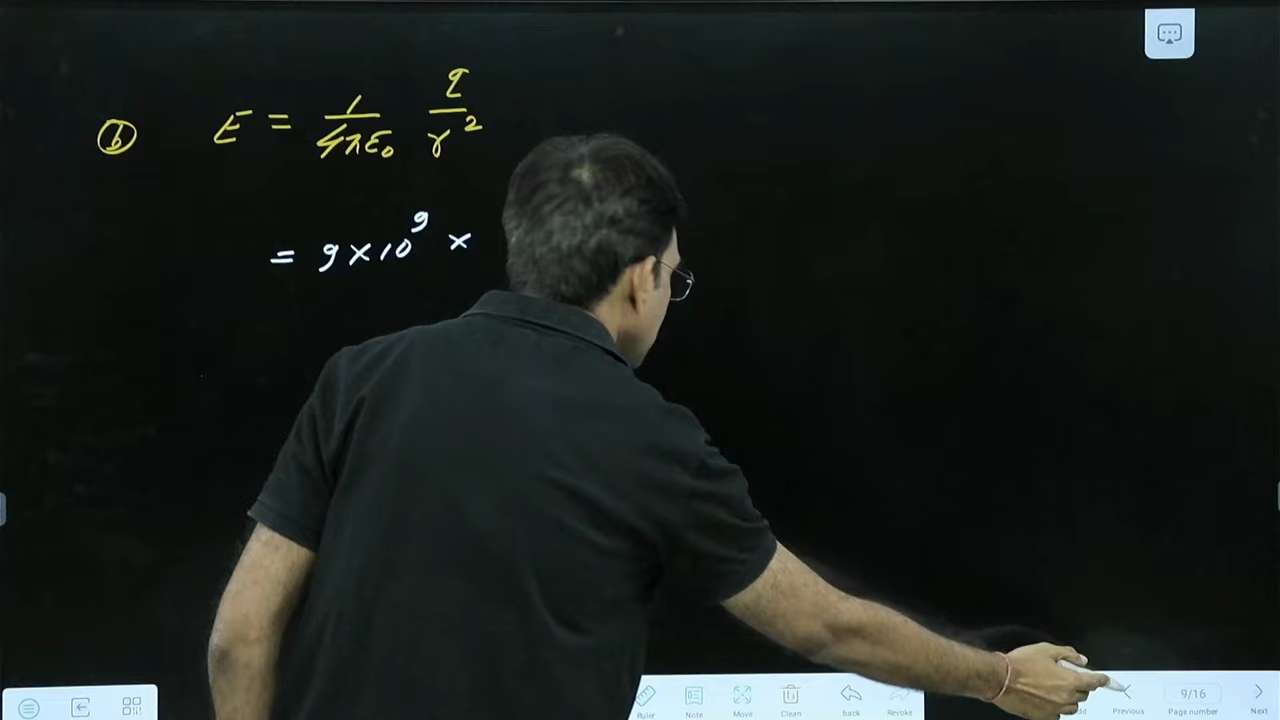 ⓑ E = 1/4πε₀ q/r²
= 9×10⁹ ×
Ruler Note Move Clean back Revoke Previous 9/16 Page number Next